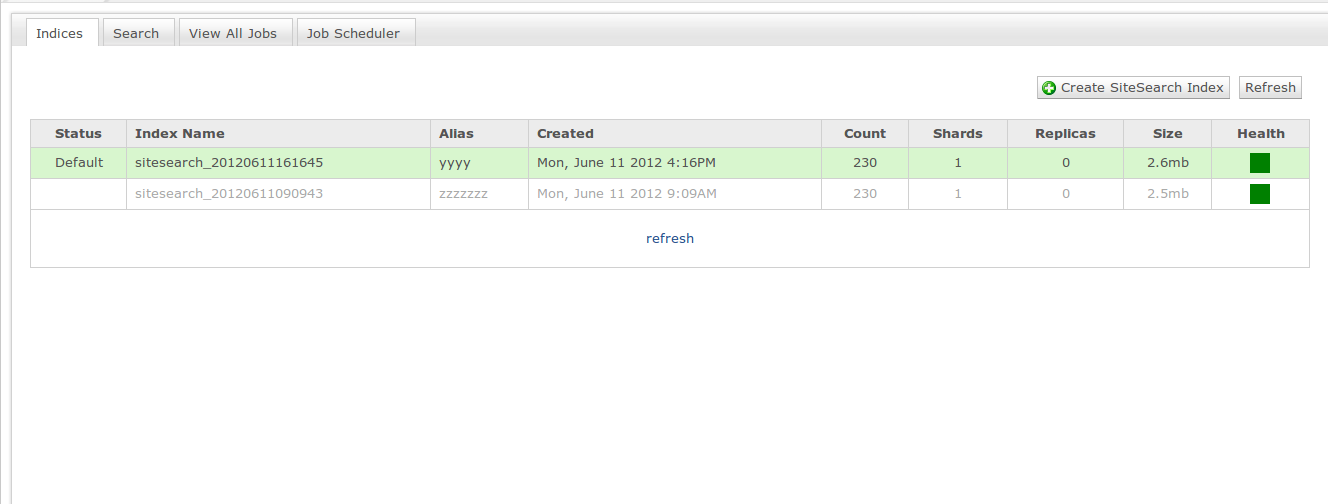 Indices Search View All Jobs Job Scheduler
Create SiteSearch Index Refresh
Status Index Name Alias Created Count Shards Replicas Size Health
Default sitesearch_20120611161645 yyyy Mon, June 11 2012 4:16PM 230 1 0 2.6mb
sitesearch_20120611090943 zzzzzzz Mon, June 11 2012 9:09AM 230 1 0 2.5mb
refresh